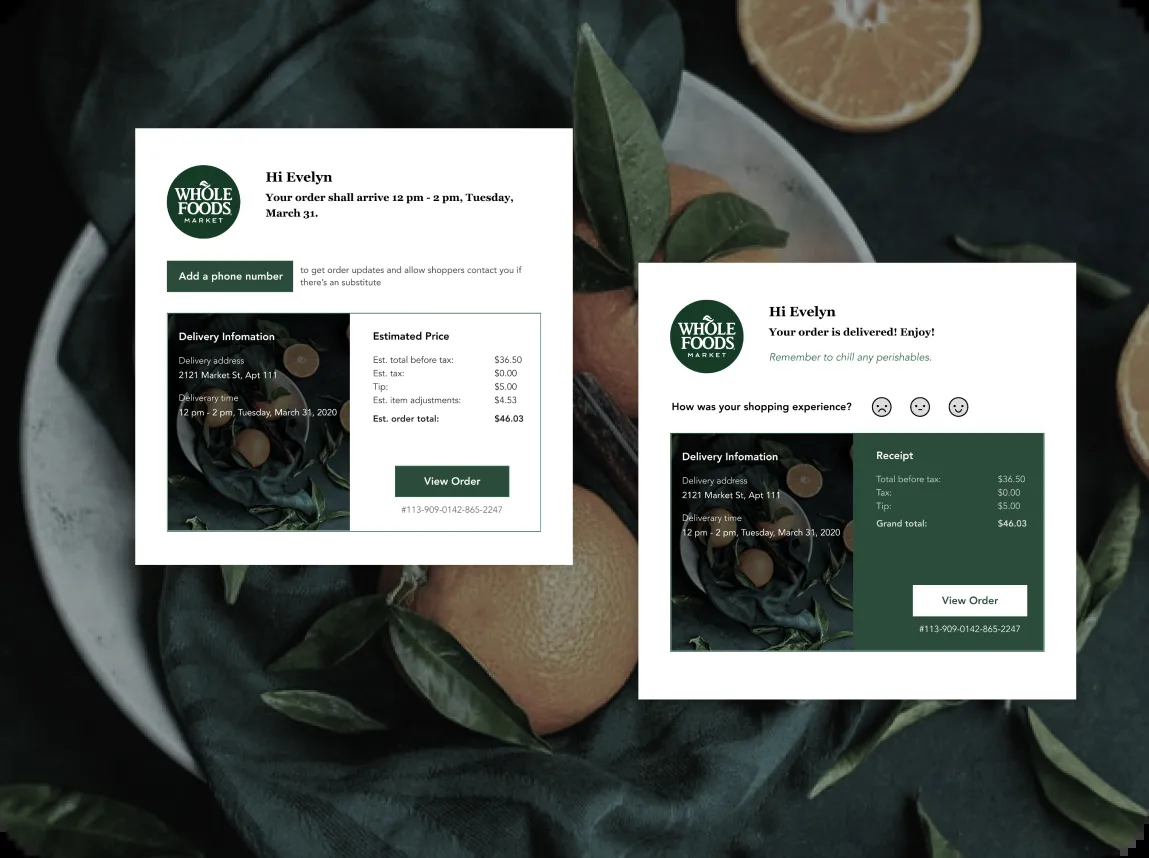 WHOLE
FOODS
MARKET
Hi Evelyn
Your order shall arrive 12 pm - 2 pm, Tuesday,
March 31.
Add a phone number
to get order updates and allow shoppers contact you if
there's an substitute
Delivery Infomation
Delivery address
2121 Market St, Apt 111
Deliverary time
12 pm - 2 pm, Tuesday, March 31, 2020
Estimated Price
Est. total before tax: $36.50
Est. tax: $0.00
Tip: $5.00
Est. item adjustments: $4.53
Est. order total: $46.03
View Order
#113-909-0142-865-2247
WHOLE
FOODS
MARKET
Hi Evelyn
Your order is delivered! Enjoy!
Remember to chill any perishables.
How was your shopping experience?
Delivery Infomation
Delivery address
2121 Market St, Apt 111
Deliverary time
12 pm - 2 pm, Tuesday, March 31, 2020
Receipt
Total before tax: $36.50
Tax: $0.00
Tip: $5.00
Grand total: $46.03
View Order
#113-909-0142-865-2247